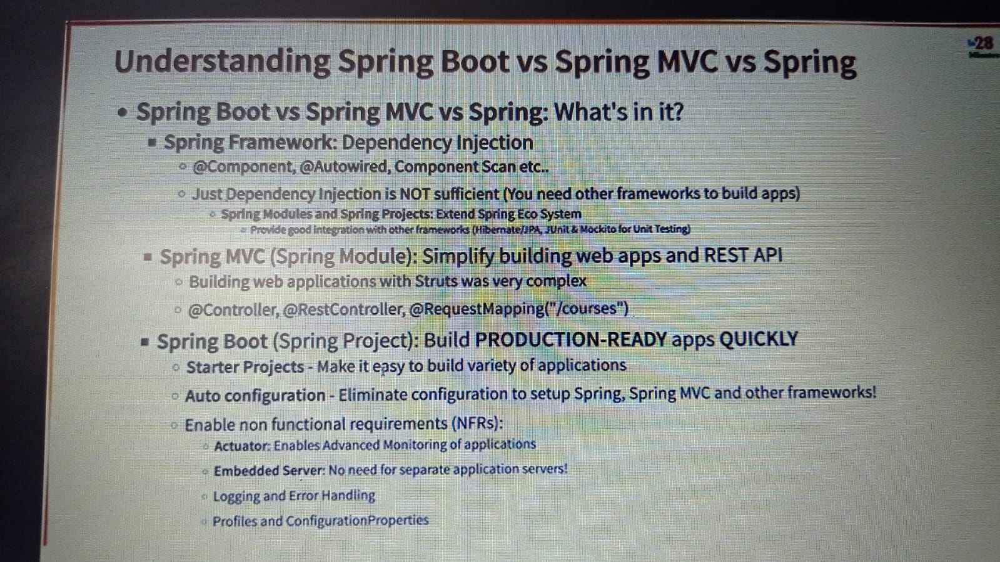 Understanding Spring Boot vs Spring MVC vs Spring
28
Minutes
• Spring Boot vs Spring MVC vs Spring: What's in it?
▪ Spring Framework: Dependency Injection
◦ @Component, @Autowired, Component Scan etc..
◦ Just Dependency Injection is NOT sufficient (You need other frameworks to build apps)
◦ Spring Modules and Spring Projects: Extend Spring Eco System
◦ Provide good integration with other frameworks (Hibernate/JPA, JUnit & Mockito for Unit Testing)
▪ Spring MVC (Spring Module): Simplify building web apps and REST API
◦ Building web applications with Struts was very complex
◦ @Controller, @RestController, @RequestMapping("/courses")
▪ Spring Boot (Spring Project): Build PRODUCTION-READY apps QUICKLY
◦ Starter Projects - Make it easy to build variety of applications
◦ Auto configuration - Eliminate configuration to setup Spring, Spring MVC and other frameworks!
◦ Enable non functional requirements (NFRs):
◦ Actuator: Enables Advanced Monitoring of applications
◦ Embedded Server: No need for separate application servers!
◦ Logging and Error Handling
◦ Profiles and ConfigurationProperties